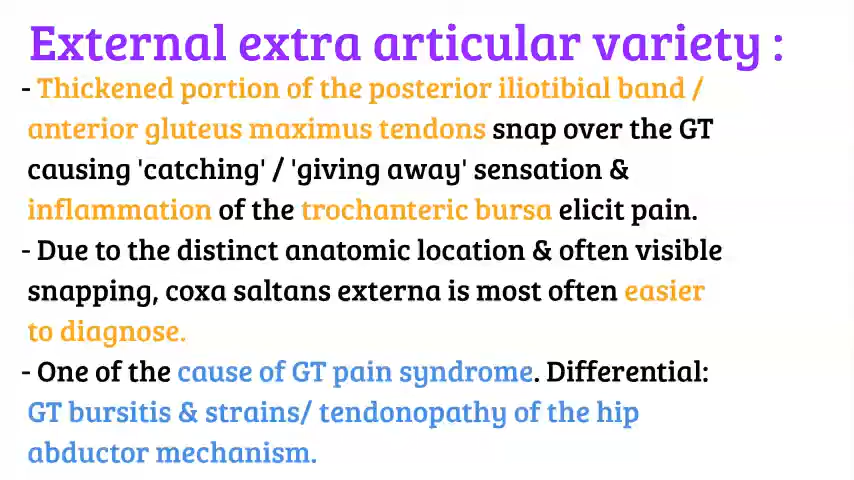 External extra articular variety :
- Thickened portion of the posterior iliotibial band /
anterior gluteus maximus tendons snap over the GT
causing 'catching' / 'giving away' sensation &
inflammation of the trochanteric bursa elicit pain.
- Due to the distinct anatomic location & often visible
snapping, coxa saltans externa is most often easier
to diagnose.
- One of the cause of GT pain syndrome. Differential:
GT bursitis & strains/ tendonopathy of the hip
abductor mechanism.